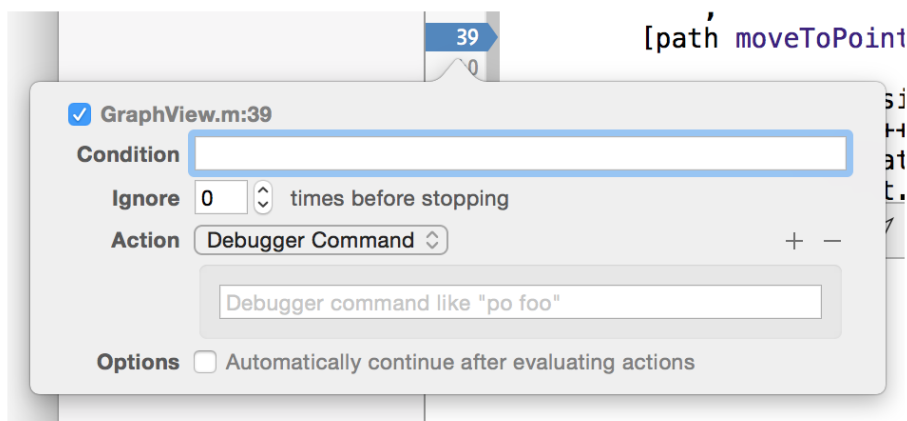 39
[path moveToPoint
GraphView.m:39
Condition
Ignore 0 times before stopping
Action Debugger Command
Debugger command like "po foo"
Options Automatically continue after evaluating actions